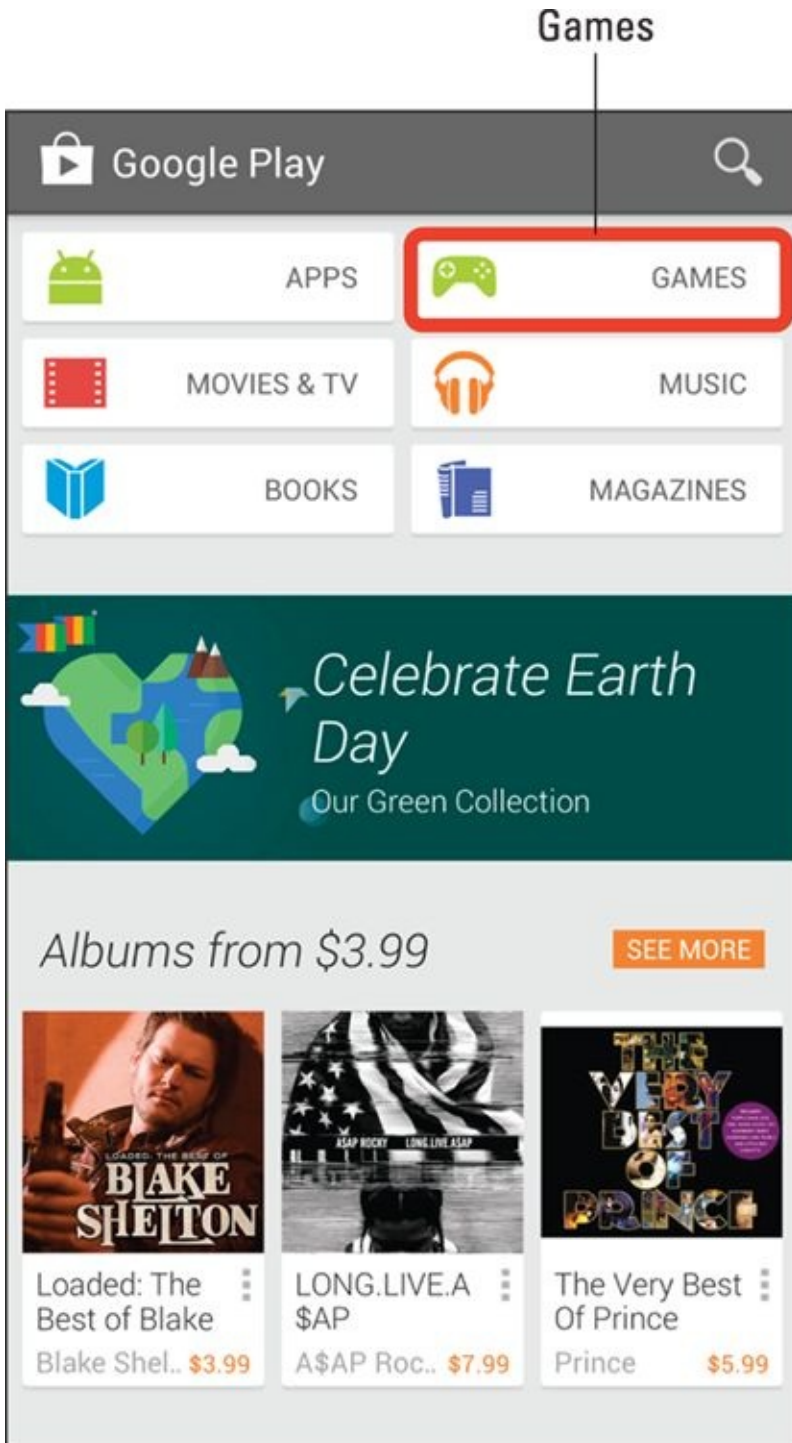 Games
Google Play
APPS
GAMES
MOVIES & TV
MUSIC
BOOKS
MAGAZINES
Celebrate Earth
Day
Our Green Collection
Albums from $3.99
SEE MORE
LOADED: THE BEST OF
BLAKE
SHELTON
A$AP ROCKY LONG.LIVE.A$AP
THE
VERY
BEST
OF
PRINCE
Loaded: The
Best of Blake
Blake Shel.. $3.99
LONG.LIVE.A
$AP
A$AP Roc.. $7.99
The Very Best
Of Prince
Prince $5.99